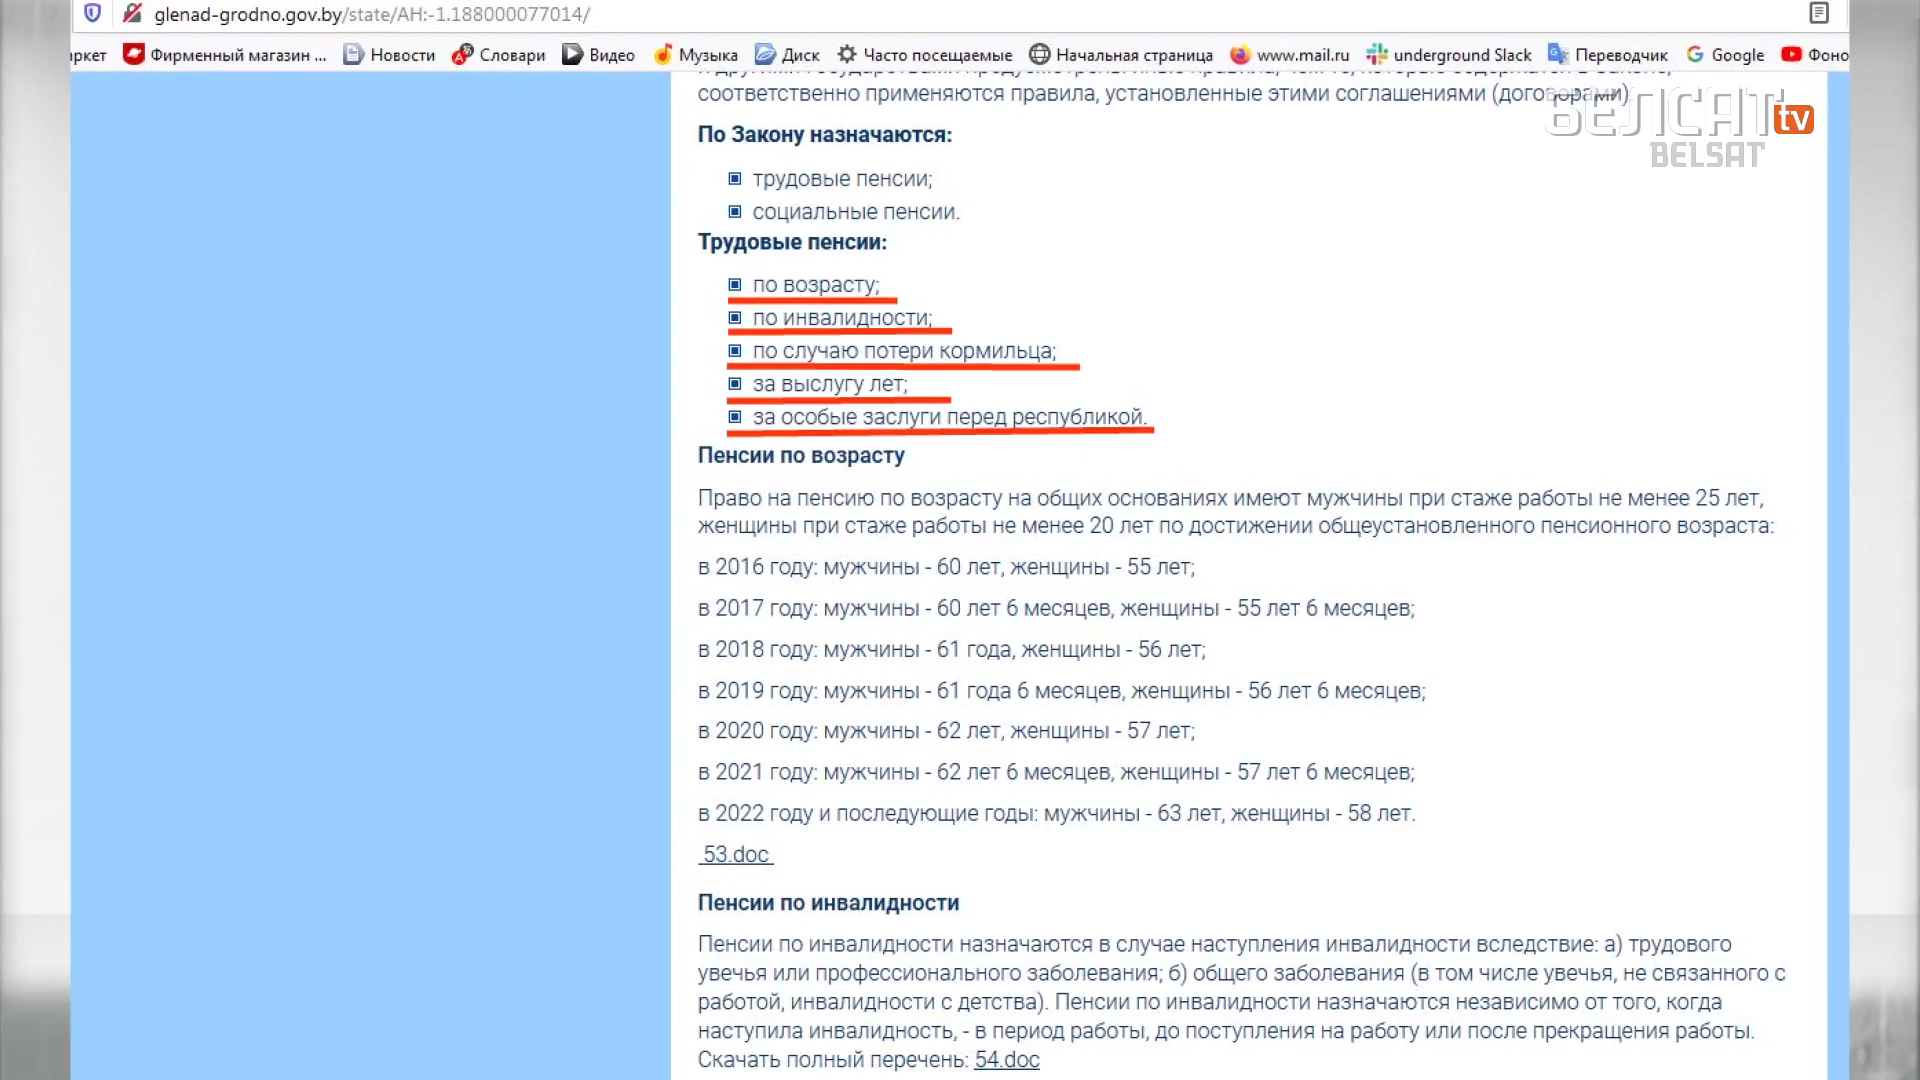 glenad-grodno.gov.by/state/AH:-1.188000077014/
аркет Фирменный магазин ... Новости Словари Видео Музыка Диск Часто посещаемые Начальная страница www.mail.ru underground Slack Переводчик Google Фоно
соответственно применяются правила, установленные этими соглашениями (договорами).
БЕЛСАТ tv
BELSAT
По Закону назначаются:
трудовые пенсии;
социальные пенсии.
Трудовые пенсии:
по возрасту;
по инвалидности;
по случаю потери кормильца;
за выслугу лет;
за особые заслуги перед республикой.
Пенсии по возрасту
Право на пенсию по возрасту на общих основаниях имеют мужчины при стаже работы не менее 25 лет,
женщины при стаже работы не менее 20 лет по достижении общеустановленного пенсионного возраста:
в 2016 году: мужчины - 60 лет, женщины - 55 лет;
в 2017 году: мужчины - 60 лет 6 месяцев, женщины - 55 лет 6 месяцев;
в 2018 году: мужчины - 61 года, женщины - 56 лет;
в 2019 году: мужчины - 61 года 6 месяцев, женщины - 56 лет 6 месяцев;
в 2020 году: мужчины - 62 лет, женщины - 57 лет;
в 2021 году: мужчины - 62 лет 6 месяцев, женщины - 57 лет 6 месяцев;
в 2022 году и последующие годы: мужчины - 63 лет, женщины - 58 лет.
53.doc
Пенсии по инвалидности
Пенсии по инвалидности назначаются в случае наступления инвалидности вследствие: а) трудового
увечья или профессионального заболевания; б) общего заболевания (в том числе увечья, не связанного с
работой, инвалидности с детства). Пенсии по инвалидности назначаются независимо от того, когда
наступила инвалидность, - в период работы, до поступления на работу или после прекращения работы.
Скачать полный перечень: 54.doc